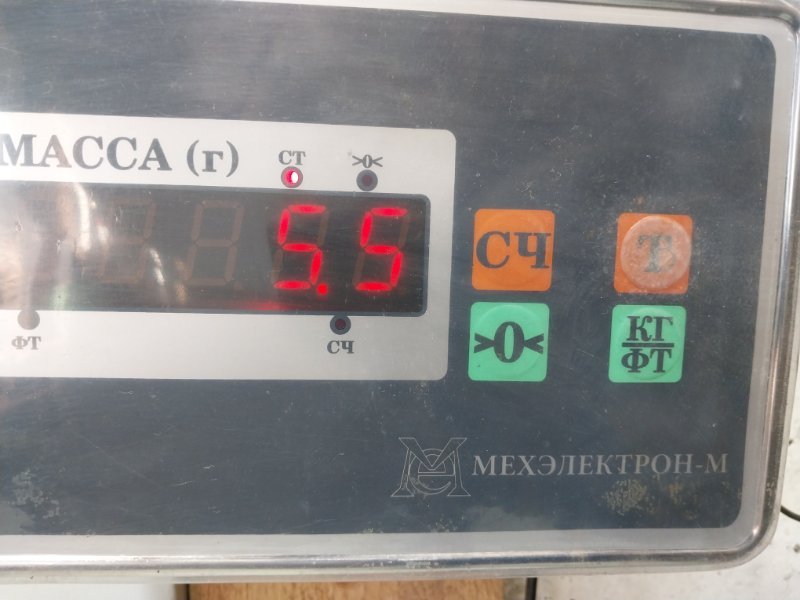 МАССА (г)
СТ
>0<
5.5
ФТ
СЧ
СЧ
Т
>0<
КГ
ФТ
МЕХЭЛЕКТРОН-М